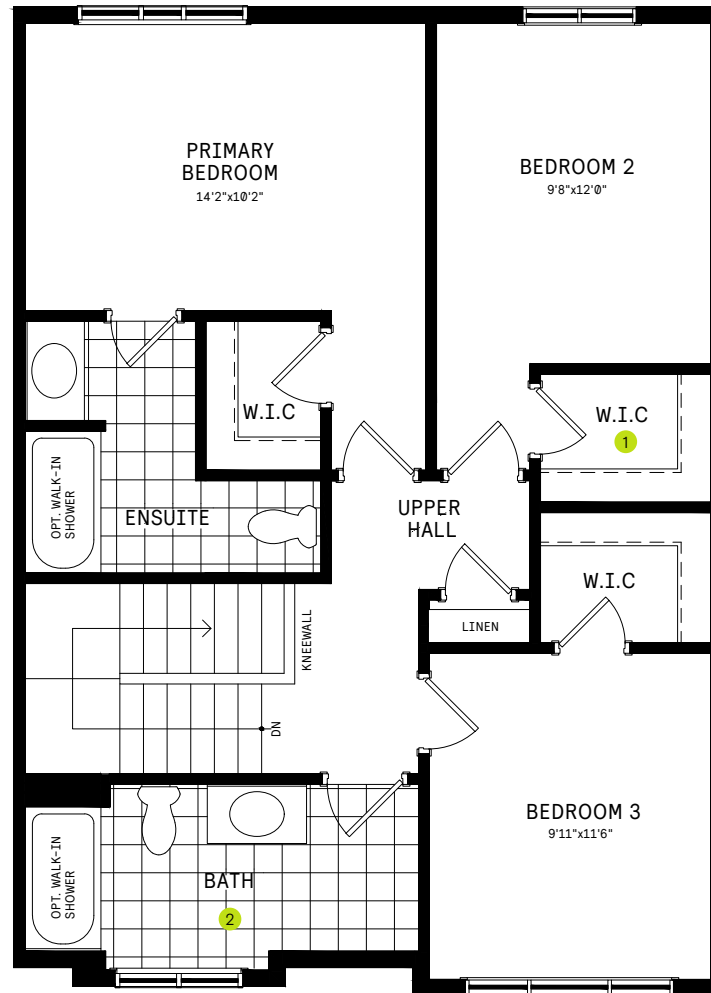 PRIMARY
BEDROOM
14'2"x10'2"
BEDROOM 2
9'8"x12'0"
W.I.C
W.I.C
1
OPT. WALK-IN
SHOWER
ENSUITE
UPPER
HALL
W.I.C
LINEN
KNEEWALL
DN
BEDROOM 3
9'11"x11'6"
OPT. WALK-IN
SHOWER
BATH
2